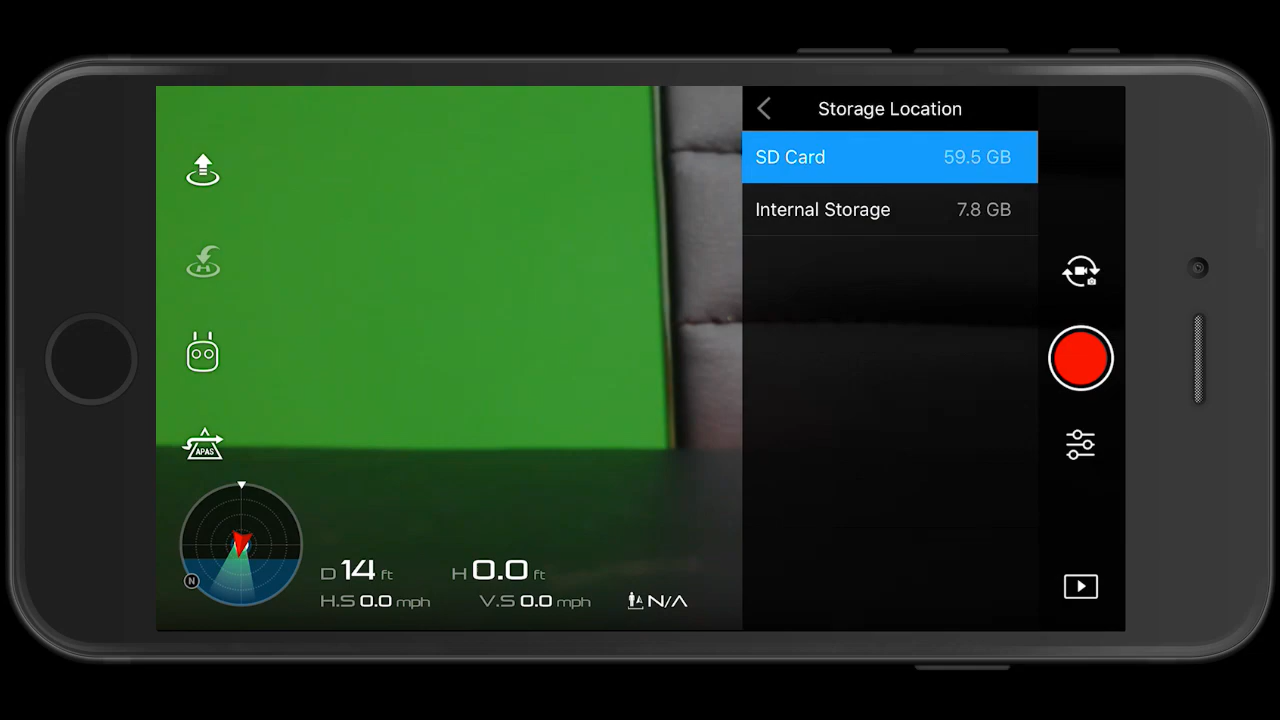 Storage Location
SD Card 59.5 GB
Internal Storage 7.8 GB
H
APAS
N
D 14 ft H 0.0 ft
H.S 0.0 mph V.S 0.0 mph N/A